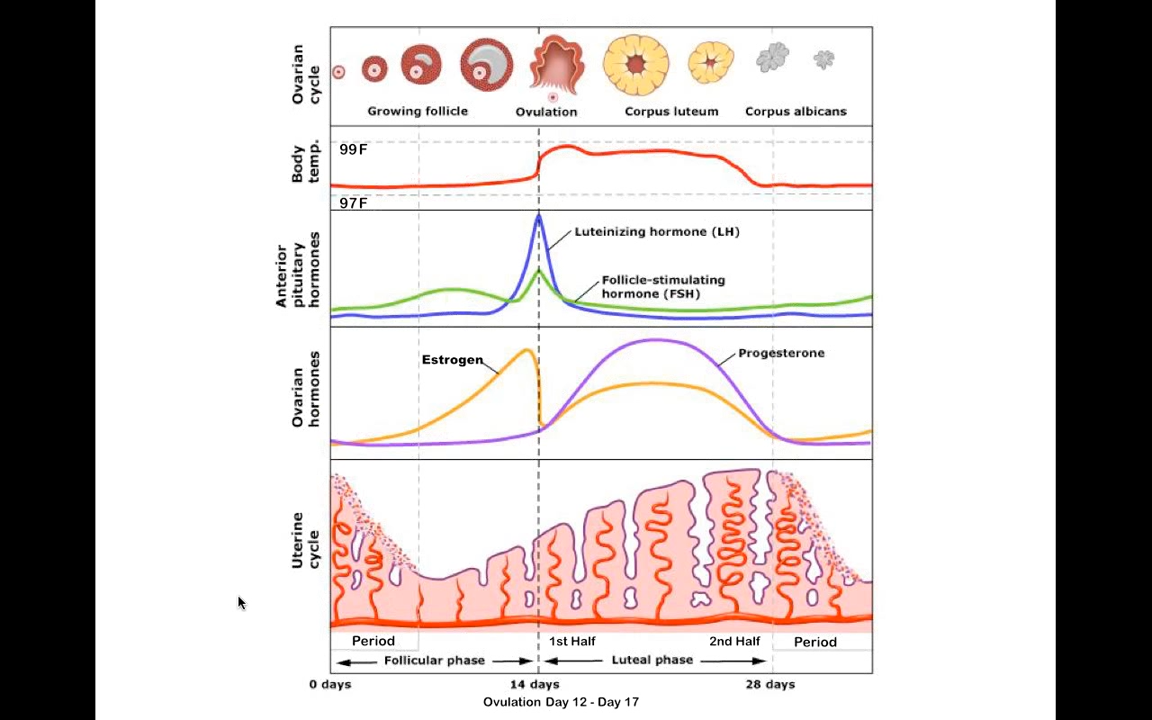 Ovarian
cycle
Growing follicle
Ovulation
Corpus luteum
Corpus albicans
Body
temp.
99F
97F
Anterior
pituitary
hormones
Luteinizing hormone (LH)
Follicle-stimulating
hormone (FSH)
Ovarian
hormones
Estrogen
Progesterone
Uterine
cycle
Period
1st Half
2nd Half
Period
Follicular phase
Luteal phase
0 days
14 days
28 days
Ovulation Day 12 - Day 17